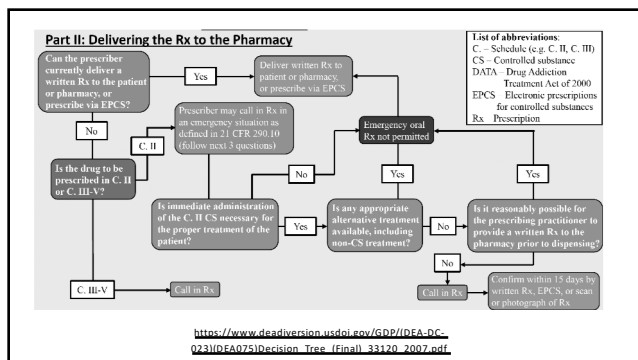 Part II: Delivering the Rx to the Pharmacy
List of abbreviations:
C. – Schedule (e.g. C. II, C. III)
CS – Controlled substance
DATA – Drug Addiction
Treatment Act of 2000
EPCS – Electronic prescriptions
for controlled substances
Rx – Prescription
Can the prescriber
currently deliver a
written Rx to the patient
or pharmacy, or
prescribe via EPCS?
Yes
Deliver written Rx to
patient or pharmacy,
or prescribe via EPCS
No
C. II
Prescriber may call in Rx in
an emergency situation as
defined in 21 CFR 290.10
(follow next 3 questions)
Emergency oral
Rx not permitted
Is the drug to be
prescribed in C. II
or C. III-V?
No
Yes
Yes
Is immediate administration
of the C. II CS necessary for
the proper treatment of the
patient?
Yes
Is any appropriate
alternative treatment
available, including
non-CS treatment?
No
Is it reasonably possible for
the prescribing practitioner to
provide a written Rx to the
pharmacy prior to dispensing?
No
C. III-V
Call in Rx
Call in Rx
Confirm within 15 days by
written Rx, EPCS, or scan
or photograph of Rx
https://www.deadiversion.usdoj.gov/GDP/(DEA-DC-
023)(DEA075)Decision_Tree_(Final)_33120_2007.pdf